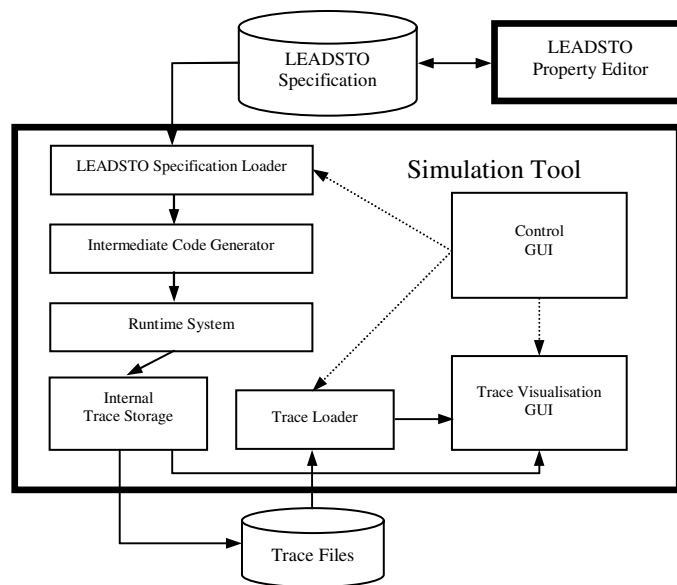 LEADSTO
Specification
LEADSTO
Property Editor
LEADSTO Specification Loader
Simulation Tool
Intermediate Code Generator
Control
GUI
Runtime System
Internal
Trace Storage
Trace Loader
Trace Visualisation
GUI
Trace Files